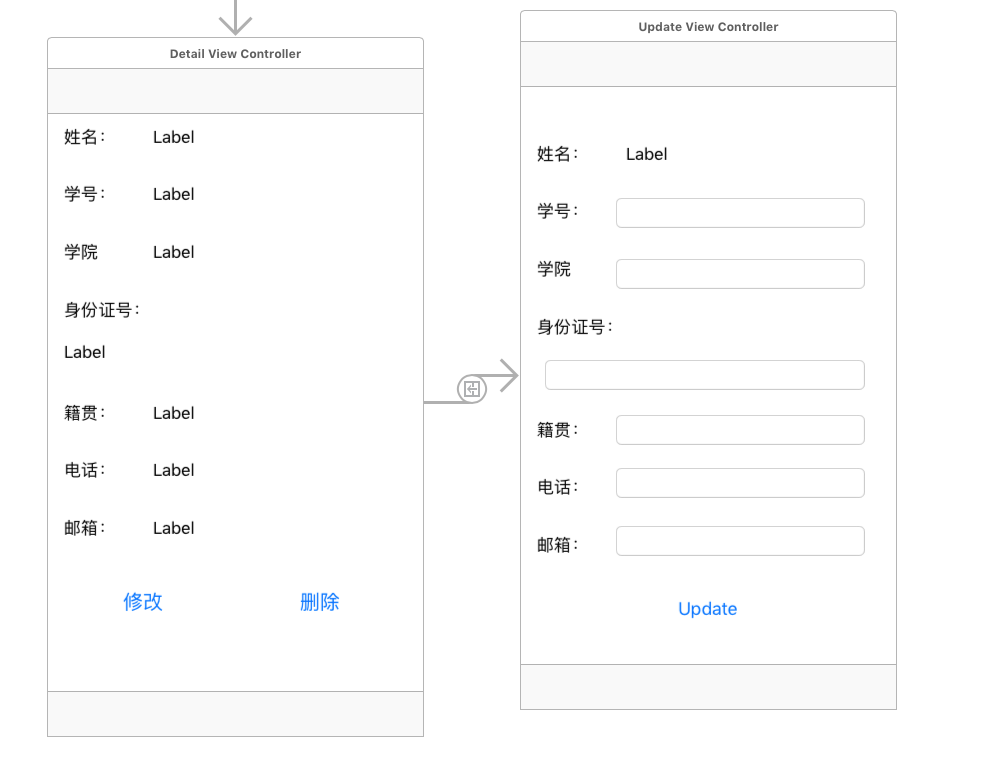 Detail View Controller
姓名： Label
学号： Label
学院 Label
身份证号：
Label
籍贯： Label
电话： Label
邮箱： Label
修改 删除
Update View Controller
姓名： Label
学号：
学院
身份证号：
籍贯：
电话：
邮箱：
Update